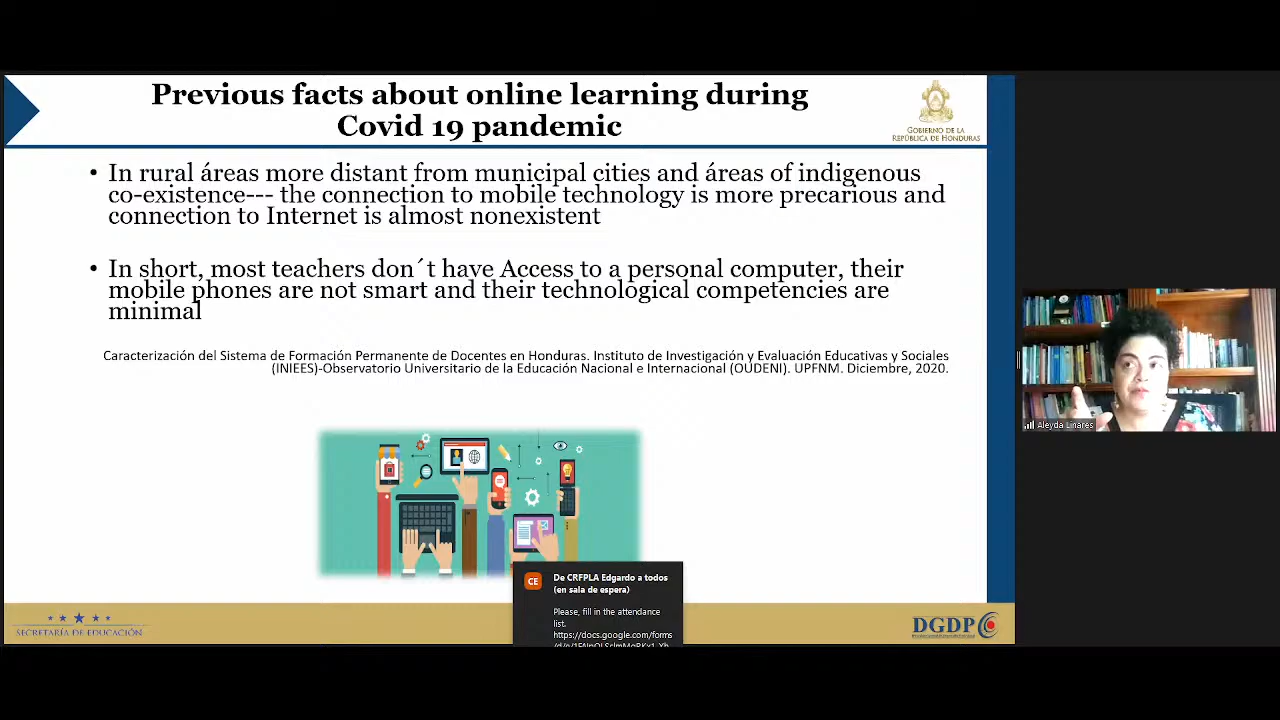 Previous facts about online learning during
Covid 19 pandemic
GOBIERNO DE LA
REPÚBLICA DE HONDURAS
• In rural áreas more distant from municipal cities and áreas of indigenous
co-existence--- the connection to mobile technology is more precarious and
connection to Internet is almost nonexistent
• In short, most teachers don´t have Access to a personal computer, their
mobile phones are not smart and their technological competencies are
minimal
Caracterización del Sistema de Formación Permanente de Docentes en Honduras. Instituto de Investigación y Evaluación Educativas y Sociales
(INIEES)-Observatorio Universitario de la Educación Nacional e Internacional (OUDENI). UPFNM. Diciembre, 2020.
Aleyda Linares
CE
De CRFPLA Edgardo a todos
(en sala de espera)
Please, fill in the attendance
list.
https://docs.google.com/forms
SECRETARÍA DE EDUCACIÓN
DGDP